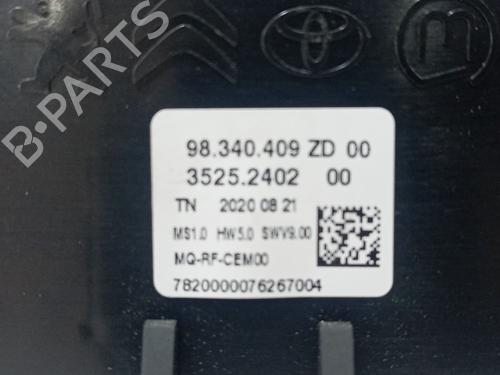 B-PARTS
98.340.409 ZD 00
3525.2402 00
TN 2020 08 21
MS1.0 HW5.0 SWV9.00
MQ-RF-CEM00
7820000076267004